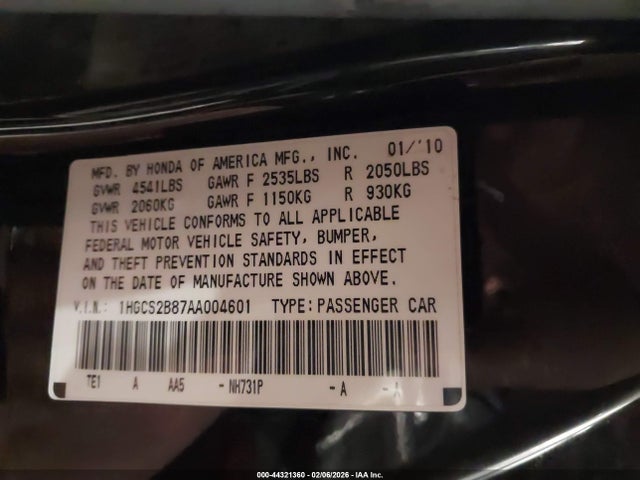 MFD. BY HONDA OF AMERICA MFG., INC. 01/'10
GVWR 4541LBS GAWR F 2535LBS R 2050LBS
GVWR 2060KG GAWR F 1150KG R 930KG
THIS VEHICLE CONFORMS TO ALL APPLICABLE
FEDERAL MOTOR VEHICLE SAFETY, BUMPER,
AND THEFT PREVENTION STANDARDS IN EFFECT
ON THE DATE OF MANUFACTURE SHOWN ABOVE.
V.I.N.: 1HGCS2B87AA004601 TYPE:PASSENGER CAR
TE1 A AA5 -NH731P -A -A
000-44321360 - 02/06/2026 - IAA Inc.